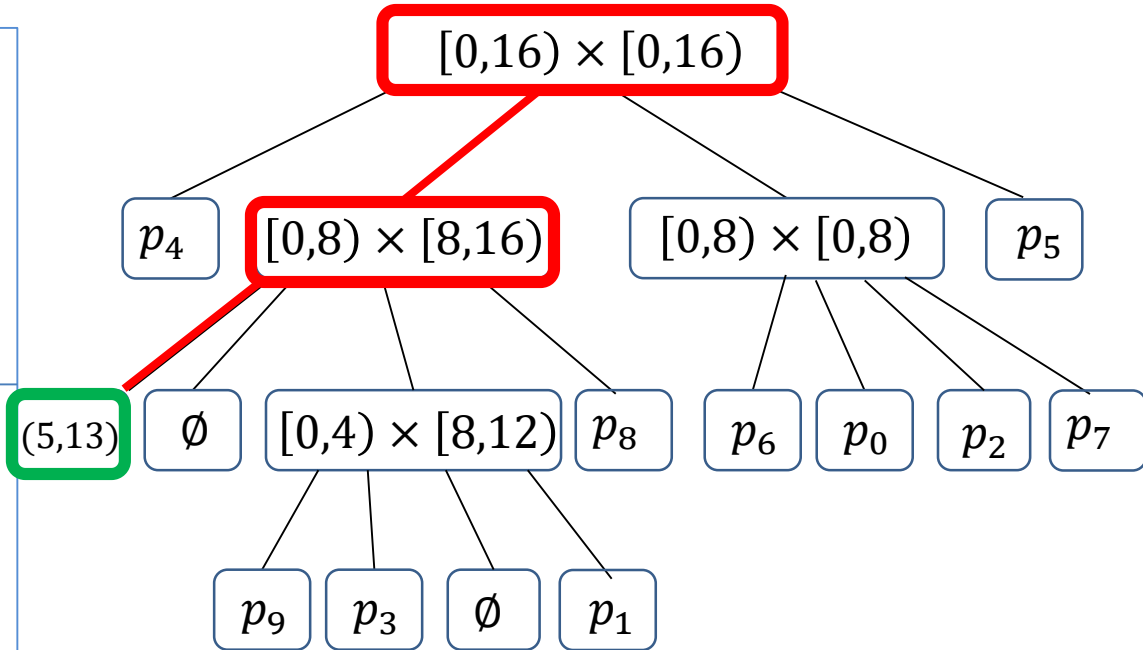 [0,16) × [0,16)
p₄ [0,8) × [8,16) [0,8) × [0,8) p₅
(5,13) ∅ [0,4) × [8,12) p₈ p₆ p₀ p₂ p₇
p₉ p₃ ∅ p₁